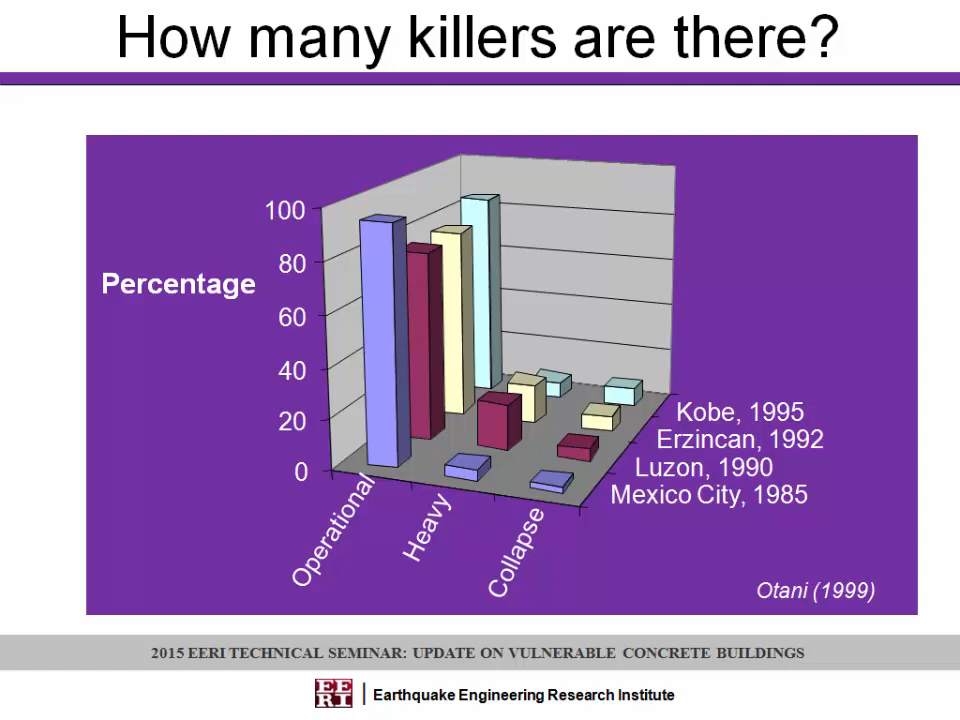 How many killers are there?
100
80
Percentage
60
40
20
0
Kobe, 1995
Erzincan, 1992
Luzon, 1990
Mexico City, 1985
Operational
Heavy
Collapse
Otani (1999)
2015 EERI TECHNICAL SEMINAR: UPDATE ON VULNERABLE CONCRETE BUILDINGS
EE
RI
Earthquake Engineering Research Institute